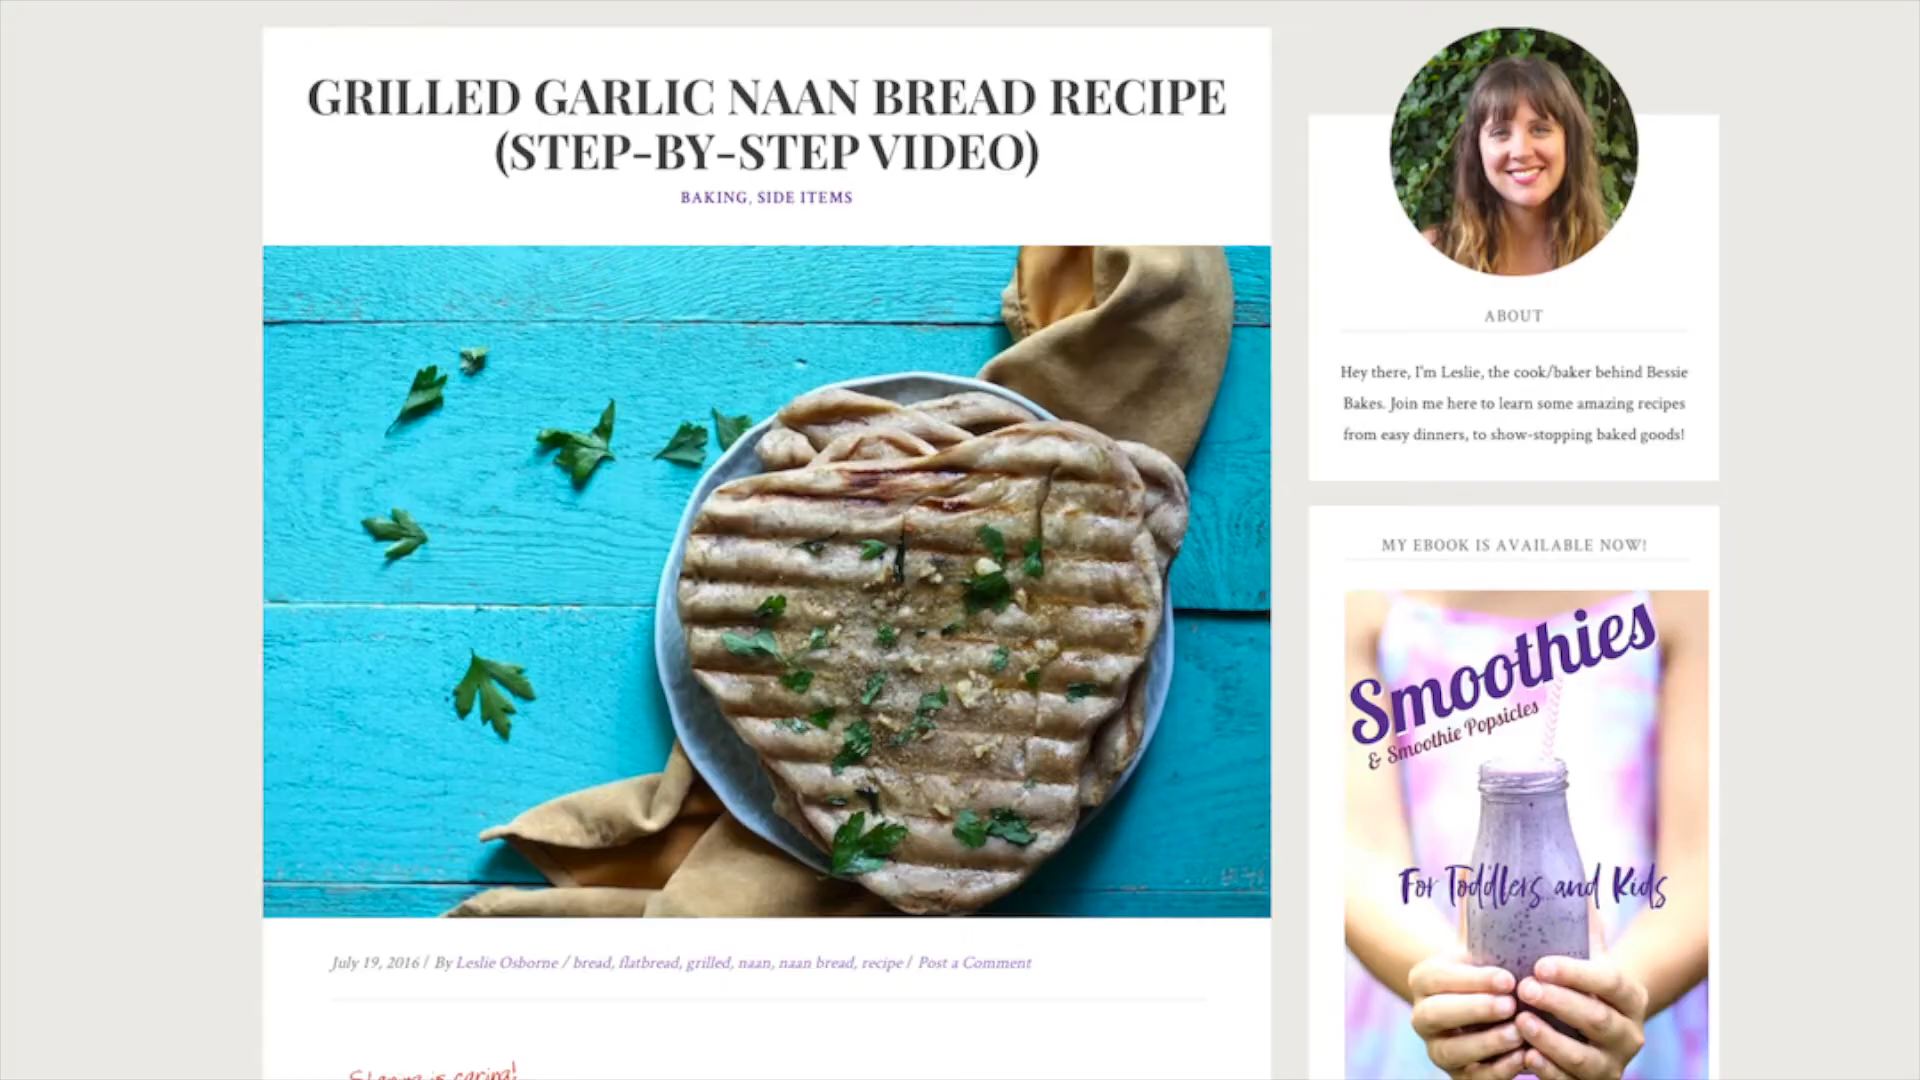 GRILLED GARLIC NAAN BREAD RECIPE
(STEP-BY-STEP VIDEO)
BAKING, SIDE ITEMS
July 19, 2016 / By Leslie Osborne / bread, flatbread, grilled, naan, naan bread, recipe / Post a Comment
Sharing is caring!
ABOUT
Hey there, I'm Leslie, the cook/baker behind Bessie
Bakes. Join me here to learn some amazing recipes
from easy dinners, to show-stopping baked goods!
MY EBOOK IS AVAILABLE NOW!
Smoothies
& Smoothie Popsicles
For Toddlers and Kids